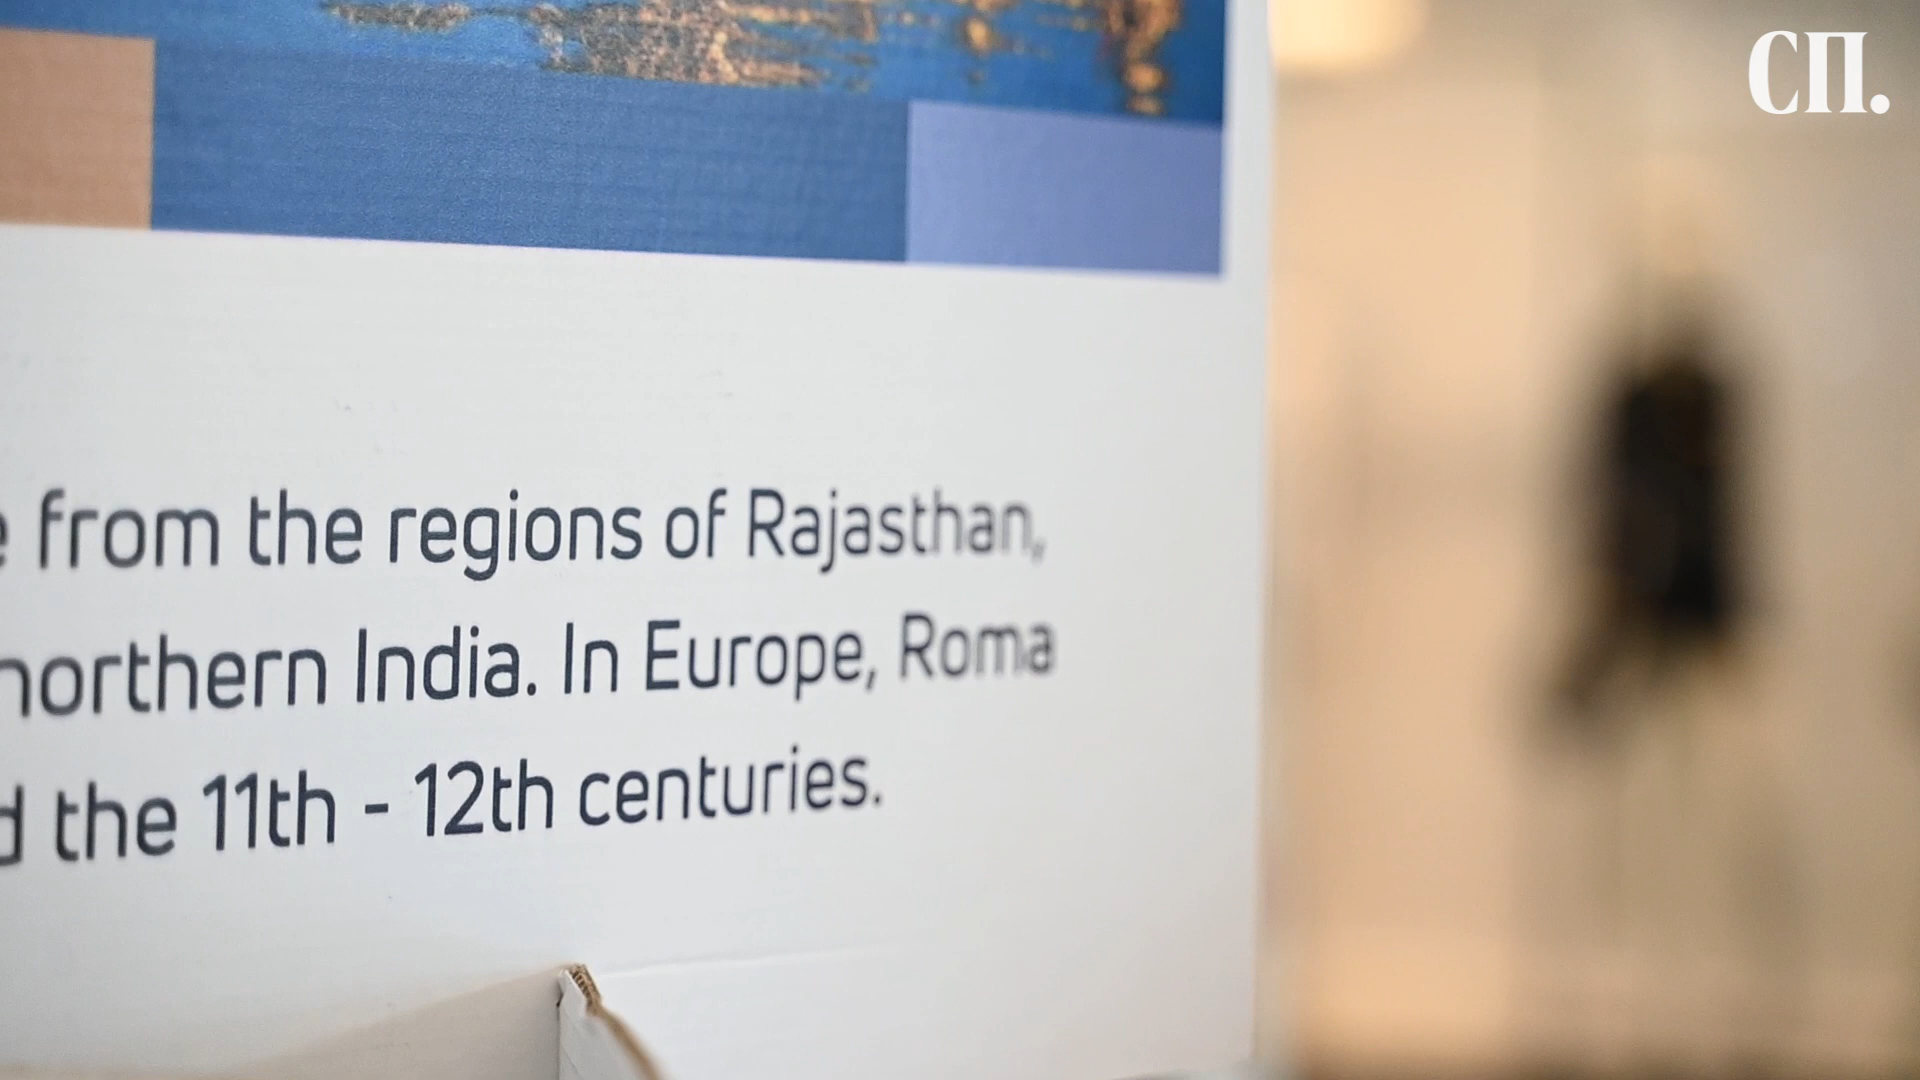 СП.
from the regions of Rajasthan,
northern India. In Europe, Roma
the 11th - 12th centuries.